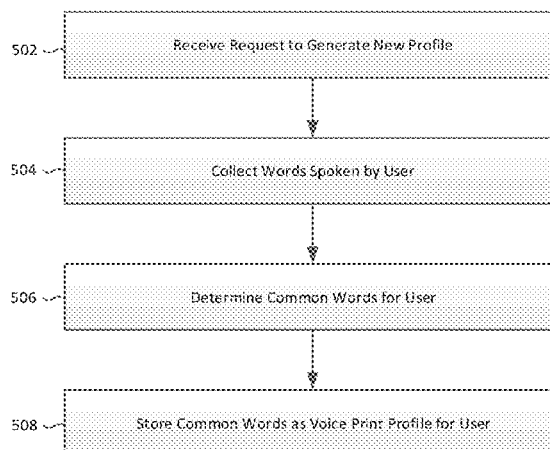 502 Receive Request to Generate New Profile
504 Collect Words Spoken by User
506 Determine Common Words for User
508 Store Common Words as Voice Print Profile for User